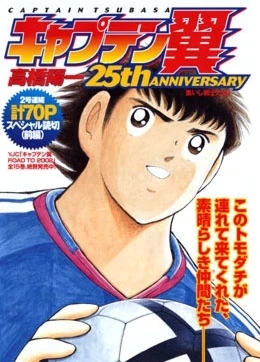 CAPTAIN TSUBASA
キャプテン翼
高橋陽一
25th ANNIVERSARY
2号連続
合計70P
スペシャル読切
(前編)
YJC「キャプテン翼
ROAD TO 2002」
全15巻、絶賛発売中!
このトモダチが
連れて来てくれた、
素晴らしき仲間たち――